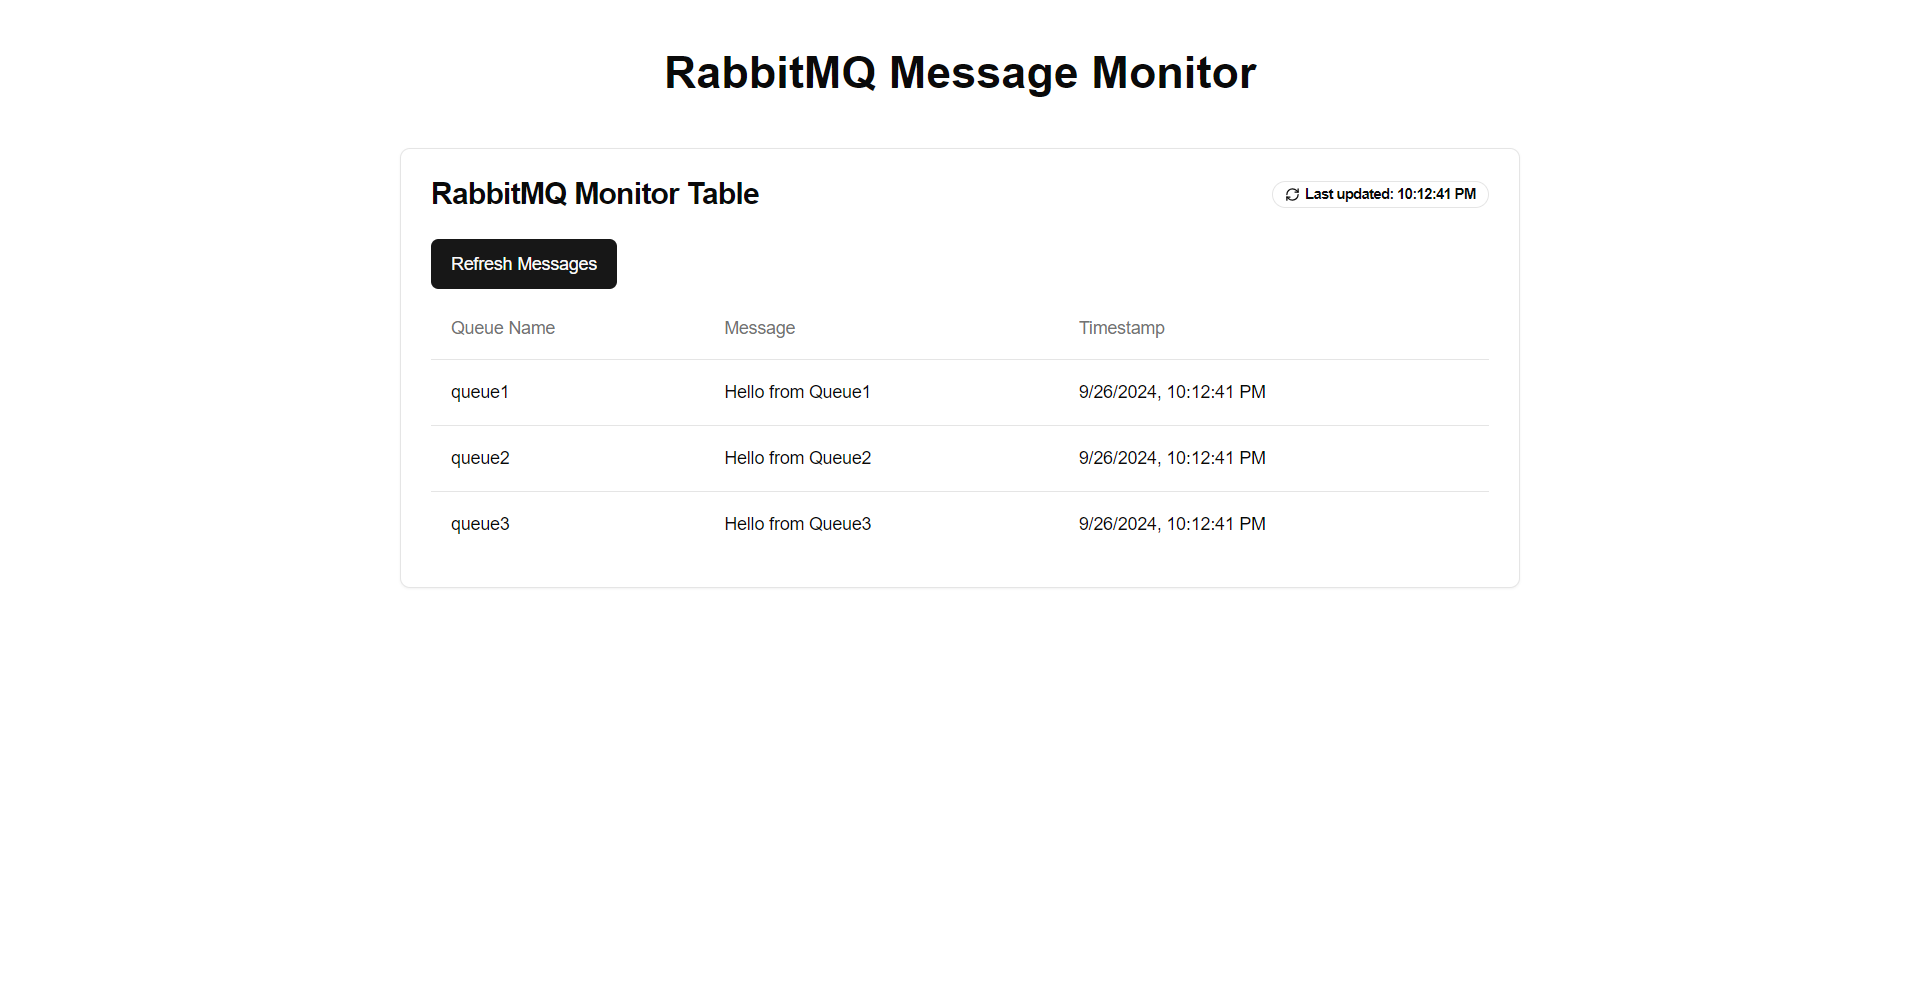 RabbitMQ Message Monitor
RabbitMQ Monitor Table
Last updated: 10:12:41 PM
Refresh Messages
Queue Name Message Timestamp
queue1 Hello from Queue1 9/26/2024, 10:12:41 PM
queue2 Hello from Queue2 9/26/2024, 10:12:41 PM
queue3 Hello from Queue3 9/26/2024, 10:12:41 PM